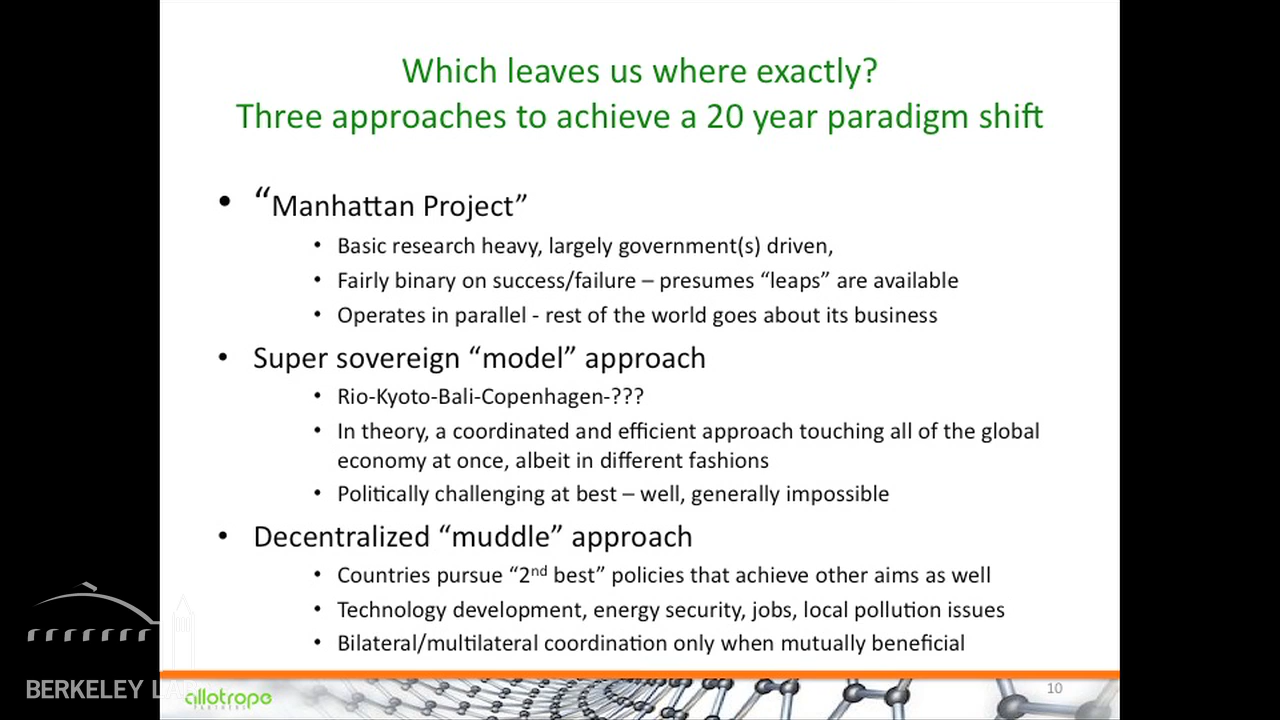 Which leaves us where exactly?
Three approaches to achieve a 20 year paradigm shift
• “Manhattan Project”
• Basic research heavy, largely government(s) driven,
• Fairly binary on success/failure – presumes “leaps” are available
• Operates in parallel - rest of the world goes about its business
• Super sovereign “model” approach
• Rio-Kyoto-Bali-Copenhagen-???
• In theory, a coordinated and efficient approach touching all of the global
economy at once, albeit in different fashions
• Politically challenging at best – well, generally impossible
• Decentralized “muddle” approach
• Countries pursue “2nd best” policies that achieve other aims as well
• Technology development, energy security, jobs, local pollution issues
• Bilateral/multilateral coordination only when mutually beneficial
BERKELEY LAB
allotrope
PARTNERS
10